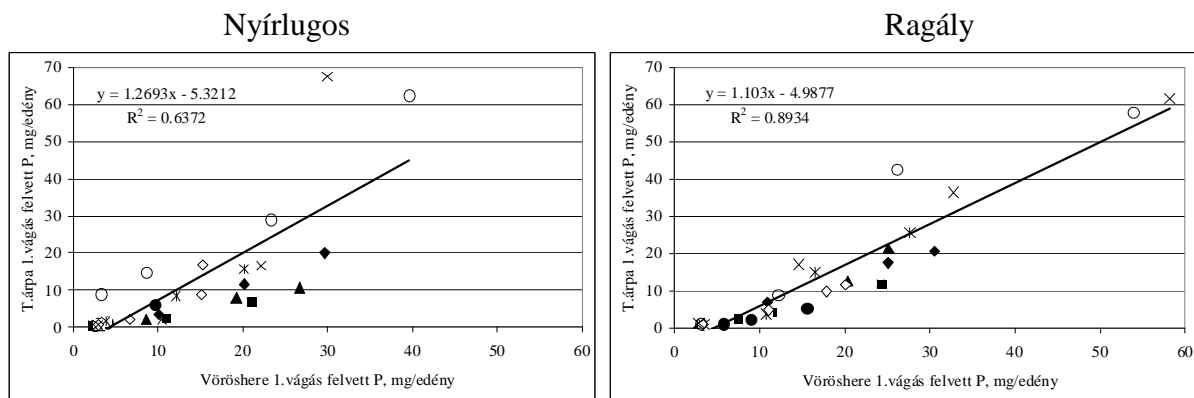 Nyírlugos
70
60
50
40
30
20
10
0
T.árpa 1.vágás felvett P, mg/edény
y = 1.2693x - 5.3212
R² = 0.6372
0 10 20 30 40 50 60
Vöröshere 1.vágás felvett P, mg/edény
Ragály
70
60
50
40
30
20
10
0
T.árpa 1.vágás felvett P, mg/edény
y = 1.103x - 4.9877
R² = 0.8934
0 10 20 30 40 50 60
Vöröshere 1.vágás felvett P, mg/edény